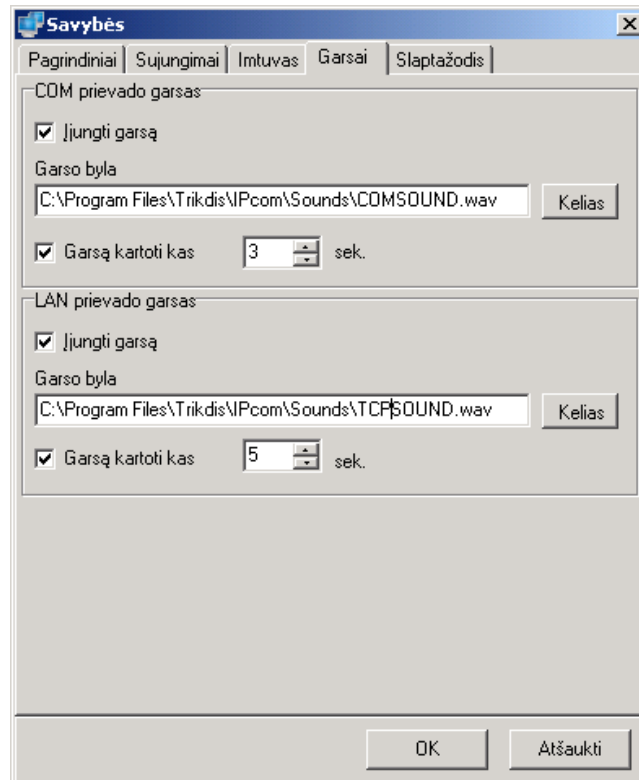 Savybės
Pagrindiniai Sujungimai Imtuvas Garsai Slaptažodis
COM prievado garsas
Įjungti garsą
Garso byla
C:\Program Files\Trikdis\IPcom\Sounds\COMSOUND.wav Kelias
Garsą kartoti kas 3 sek.
LAN prievado garsas
Įjungti garsą
Garso byla
C:\Program Files\Trikdis\IPcom\Sounds\TCPSOUND.wav Kelias
Garsą kartoti kas 5 sek.
OK Atšaukti